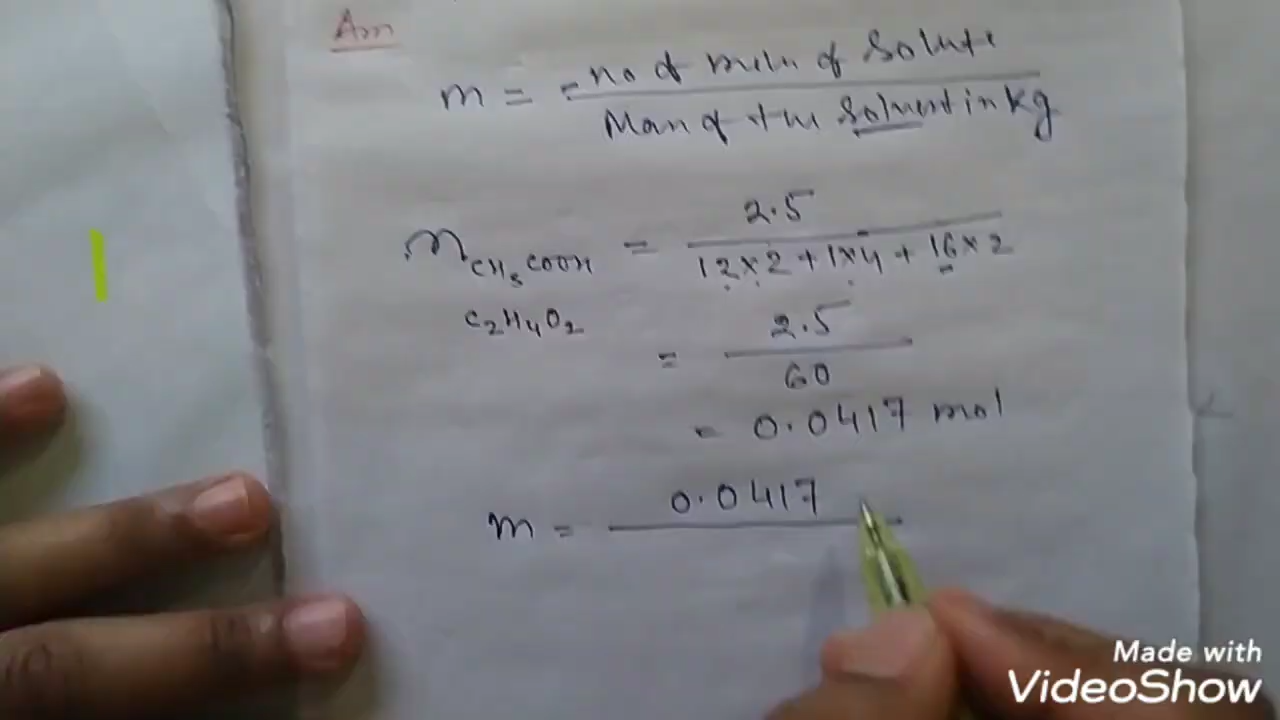 Ans
m = no of moles of Solute
Mass of the Solvent in kg
n CH3COOH = 2.5
12×2 + 1×4 + 16×2
C2H4O2
= 2.5
60
= 0.0417 mol
m = 0.0417
Made with
VideoShow